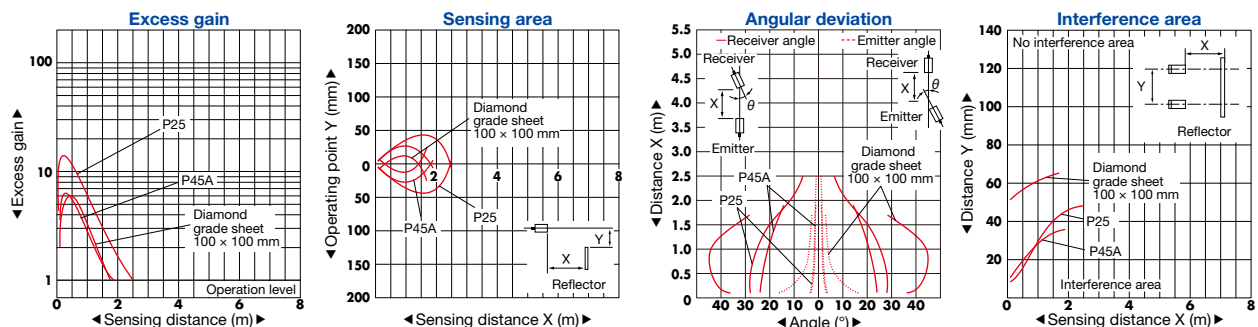 Excess gain
100
10
1
◄Excess gain►
P25
P45A
Diamond
grade sheet
100 × 100 mm
Operation level
0
2
4
6
8
◄Sensing distance (m)►
Sensing area
200
150
100
50
0
50
100
150
200
◄Operating point Y (mm)►
Diamond
grade sheet
100 × 100 mm
2
4
6
8
P45A
P25
Y
X
Reflector
0
◄Sensing distance X (m)►
Angular deviation
5.5
5.0
4.5
4.0
3.5
3.0
2.5
2.0
1.5
1.0
0.5
0
◄Distance X (m)►
Receiver angle
Emitter angle
Receiver
X
θ
Emitter
Receiver
X
θ
Emitter
P45A
P25
Diamond
grade sheet
100 × 100 mm
40 30 20 10 0 10 20 30 40
◄Angle (°)►
Interference area
140
120
100
80
60
40
20
◄Distance Y (mm)►
No interference area
X
Y
Reflector
Diamond
grade sheet
100 × 100 mm
P25
P45A
Interference area
0
2
4
6
8
◄Sensing distance X (m)►